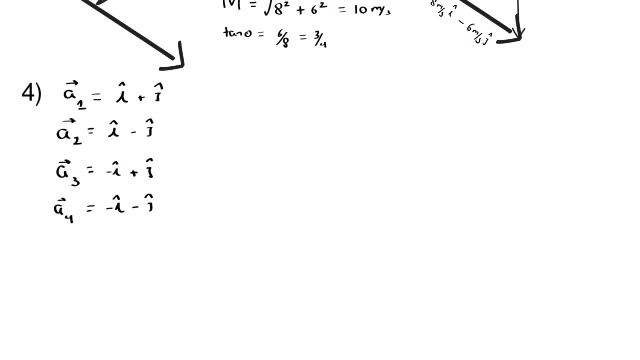 M = √8² + 6² = 10 m/s
tanθ = 6/8 = 3/4
8m/s î - 6m/s ĵ
4) a⃗₁ = î + ĵ
a⃗₂ = î - ĵ
a⃗₃ = -î + ĵ
a⃗₄ = -î - ĵ